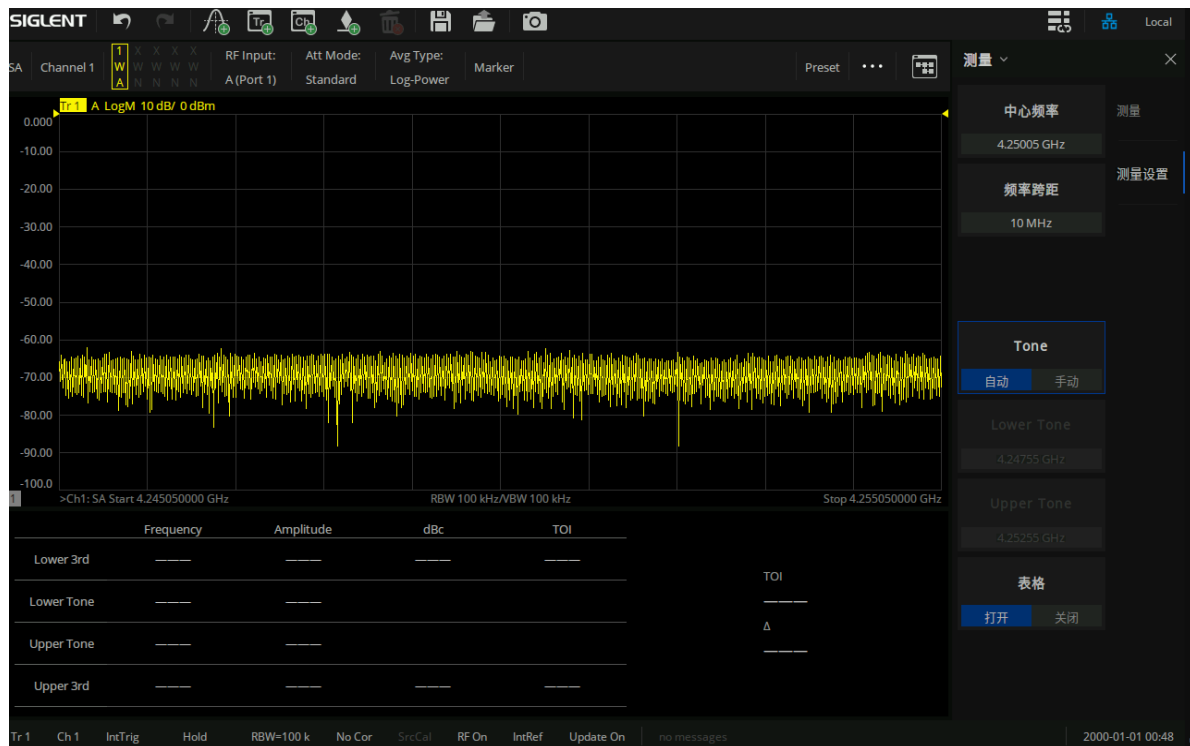 SIGLENT Tr Ch Local
SA Channel 1
1 X X X X
W W W W W
A N N N N
RF Input:
A (Port 1)
Att Mode:
Standard
Avg Type:
Log-Power
Marker
Preset
测量
Tr 1 A LogM 10 dB/ 0 dBm
0.000
-10.00
-20.00
-30.00
-40.00
-50.00
-60.00
-70.00
-80.00
-90.00
-100.0
1 >Ch1: SA Start 4.245050000 GHz RBW 100 kHz/VBW 100 kHz Stop 4.255050000 GHz
Frequency Amplitude dBc TOI
Lower 3rd ——— ——— ——— ———
Lower Tone ——— ———
Upper Tone ——— ———
Upper 3rd ——— ——— ——— ———
TOI
———
Δ
———
中心频率
4.25005 GHz
频率跨距
10 MHz
Tone
自动 手动
Lower Tone
4.24755 GHz
Upper Tone
4.25255 GHz
表格
打开 关闭
测量
测量设置
Tr 1 Ch 1 IntTrig Hold RBW=100 k No Cor SrcCal RF On IntRef Update On no messages 2000-01-01 00:48